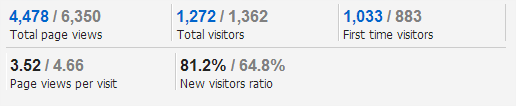 4,478 / 6,350 1,272 / 1,362 1,033 / 883
Total page views Total visitors First time visitors
3.52 / 4.66 81.2% / 64.8%
Page views per visit New visitors ratio